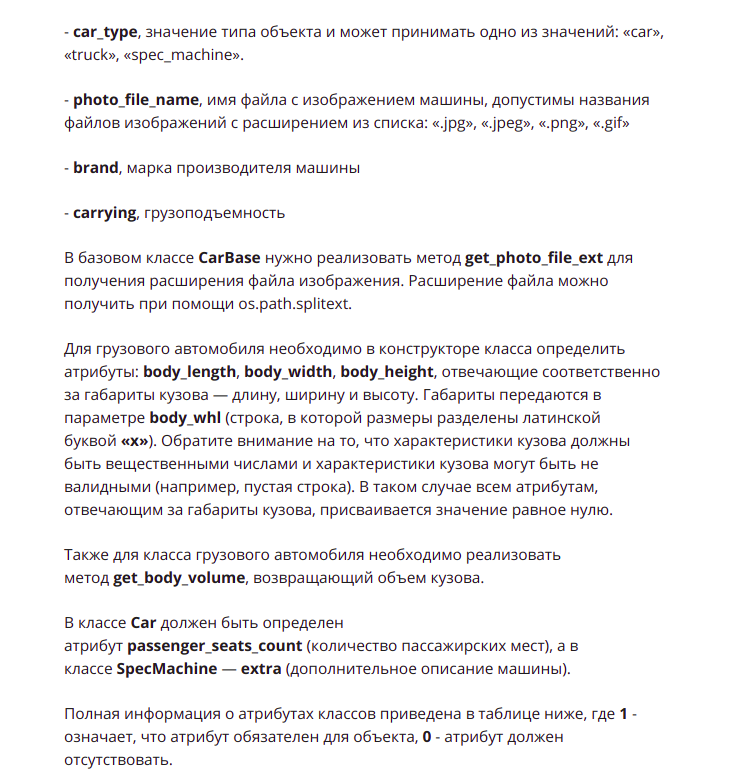 - car_type, значение типа объекта и может принимать одно из значений: «car»,
«truck», «spec_machine».
- photo_file_name, имя файла с изображением машины, допустимы названия
файлов изображений с расширением из списка: «.jpg», «.jpeg», «.png», «.gif»
- brand, марка производителя машины
- carrying, грузоподъемность
В базовом классе CarBase нужно реализовать метод get_photo_file_ext для
получения расширения файла изображения. Расширение файла можно
получить при помощи os.path.splitext.
Для грузового автомобиля необходимо в конструкторе класса определить
атрибуты: body_length, body_width, body_height, отвечающие соответственно
за габариты кузова — длину, ширину и высоту. Габариты передаются в
параметре body_whl (строка, в которой размеры разделены латинской
буквой «x»). Обратите внимание на то, что характеристики кузова должны
быть вещественными числами и характеристики кузова могут быть не
валидными (например, пустая строка). В таком случае всем атрибутам,
отвечающим за габариты кузова, присваивается значение равное нулю.
Также для класса грузового автомобиля необходимо реализовать
метод get_body_volume, возвращающий объем кузова.
В классе Car должен быть определен
атрибут passenger_seats_count (количество пассажирских мест), а в
классе SpecMachine — extra (дополнительное описание машины).
Полная информация о атрибутах классов приведена в таблице ниже, где 1 -
означает, что атрибут обязателен для объекта, 0 - атрибут должен
отсутствовать.